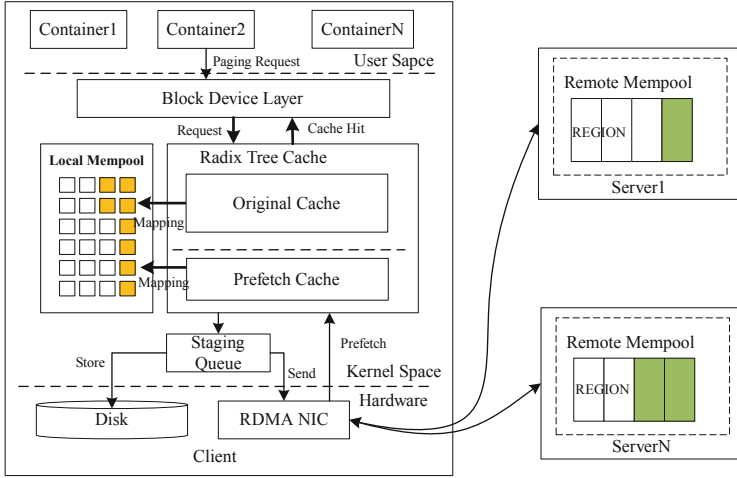 Container1
Container2
ContainerN
Paging Request
User Sapce
Block Device Layer
Request
Cache Hit
Local Mempool
Radix Tree Cache
Original Cache
Mapping
Prefetch Cache
Mapping
Staging
Queue
Prefetch
Store
Send
Kernel Space
Hardware
Disk
RDMA NIC
Client
Remote Mempool
REGION
Server1
Remote Mempool
REGION
ServerN